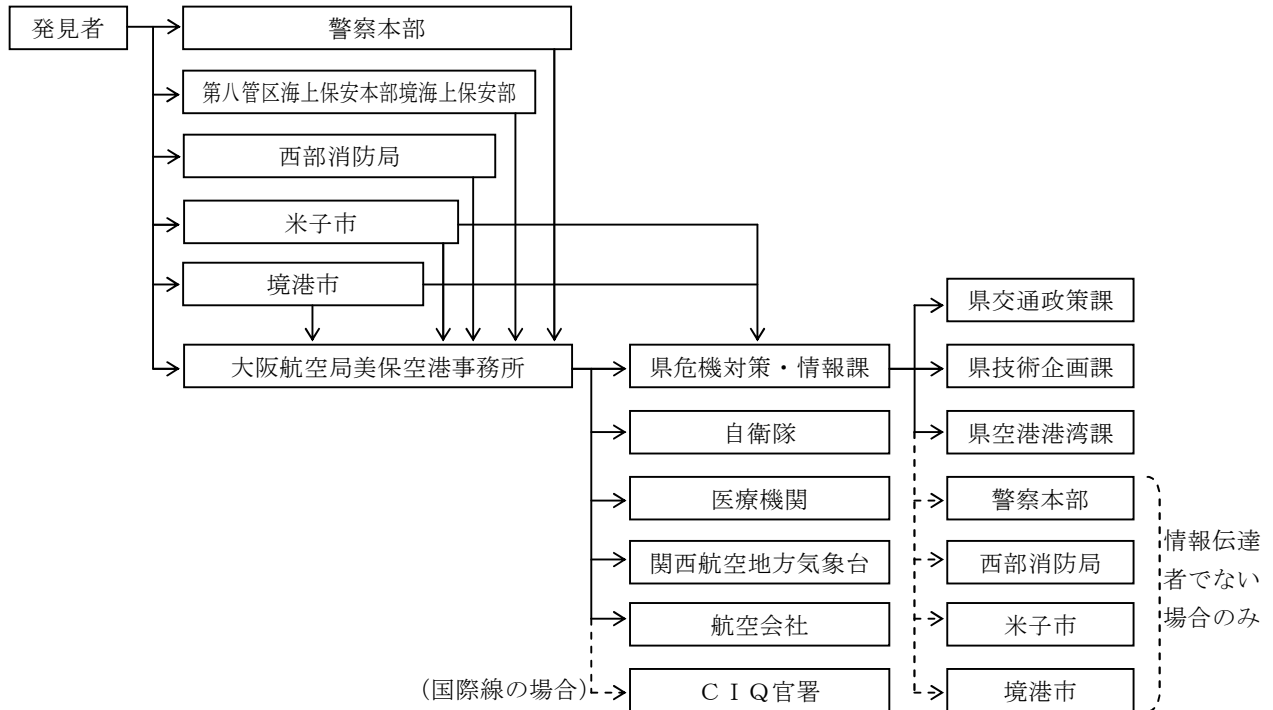 発見者
警察本部
第八管区海上保安本部境海上保安部
西部消防局
米子市
境港市
大阪航空局美保空港事務所
県危機対策・情報課
自衛隊
医療機関
関西航空地方気象台
航空会社
(国際線の場合)
ＣＩＱ官署
県交通政策課
県技術企画課
県空港港湾課
警察本部
西部消防局
米子市
境港市
情報伝達
者でない
場合のみ